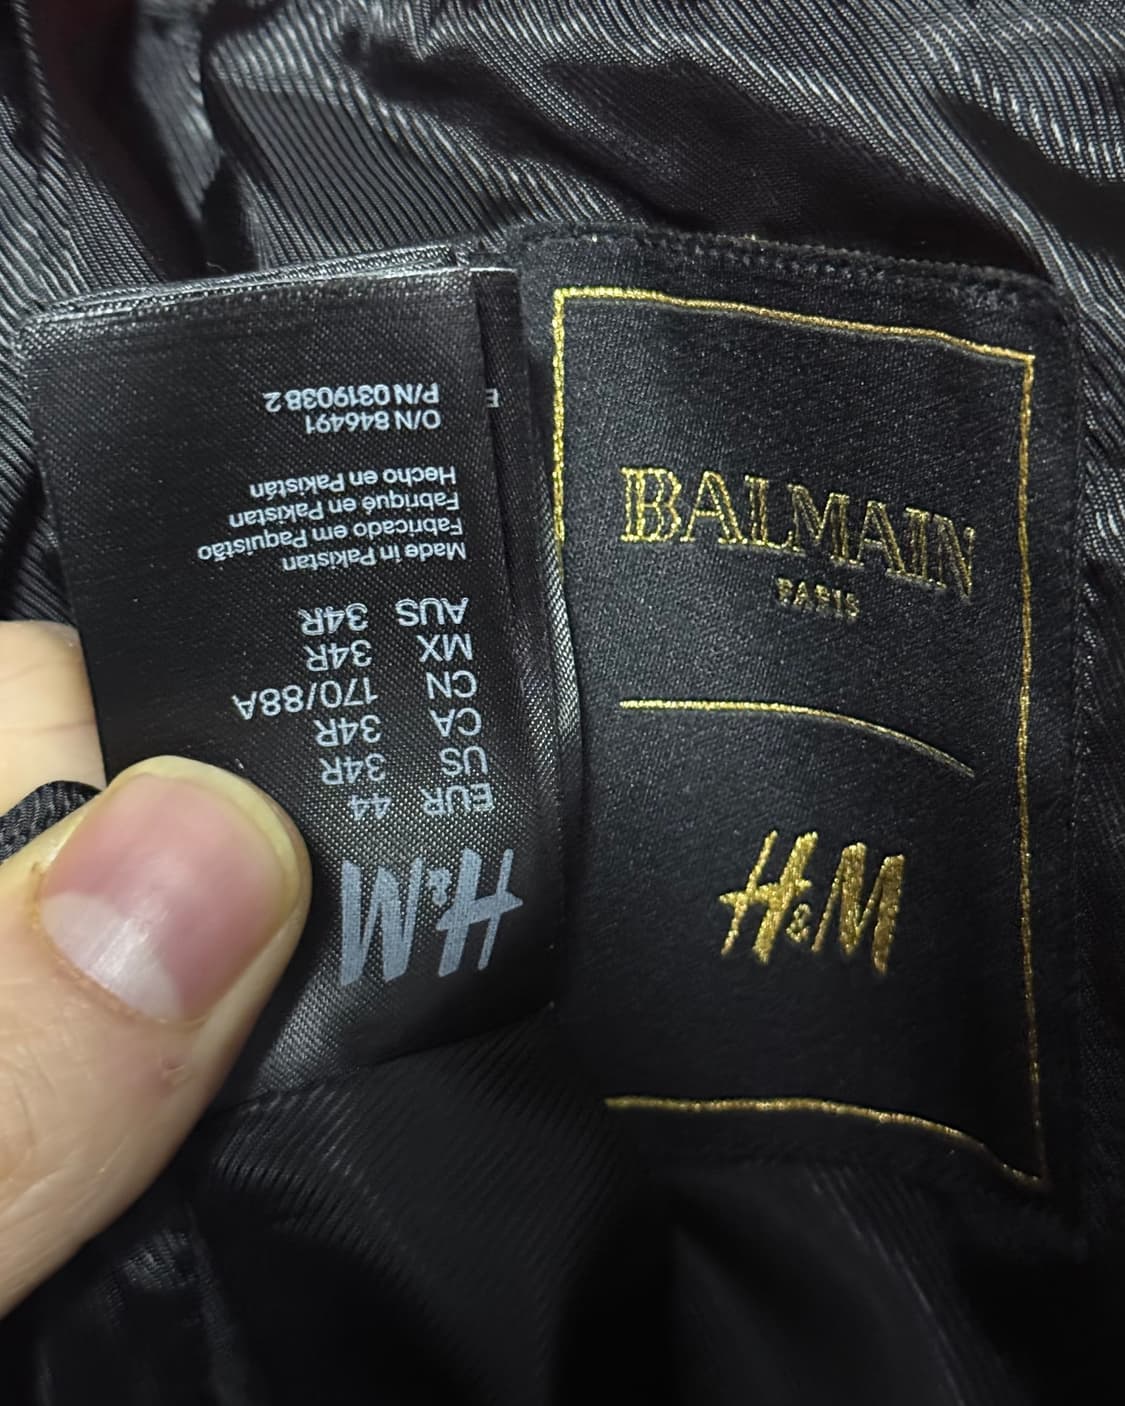 H&M
EUR 44
US 34R
CA 34R
CN 170/88A
MX 34R
AUS 34R
Made in Pakistan
Fabricado em Paquistão
Fabriqué en Pakistan
Hecho en Pakistán
O/N 846491
P/N 0319038 2
BALMAIN
PARIS
H&M